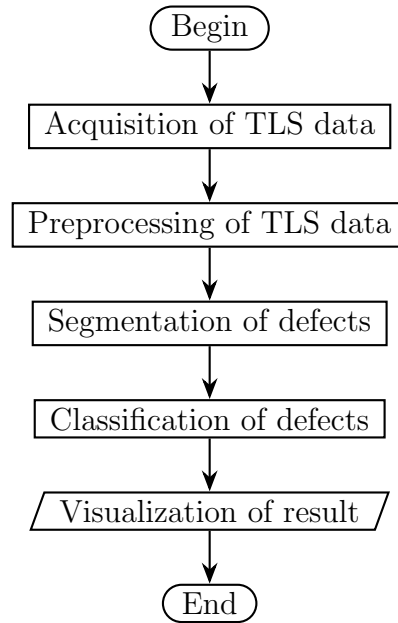 Begin
Acquisition of TLS data
Preprocessing of TLS data
Segmentation of defects
Classification of defects
Visualization of result
End